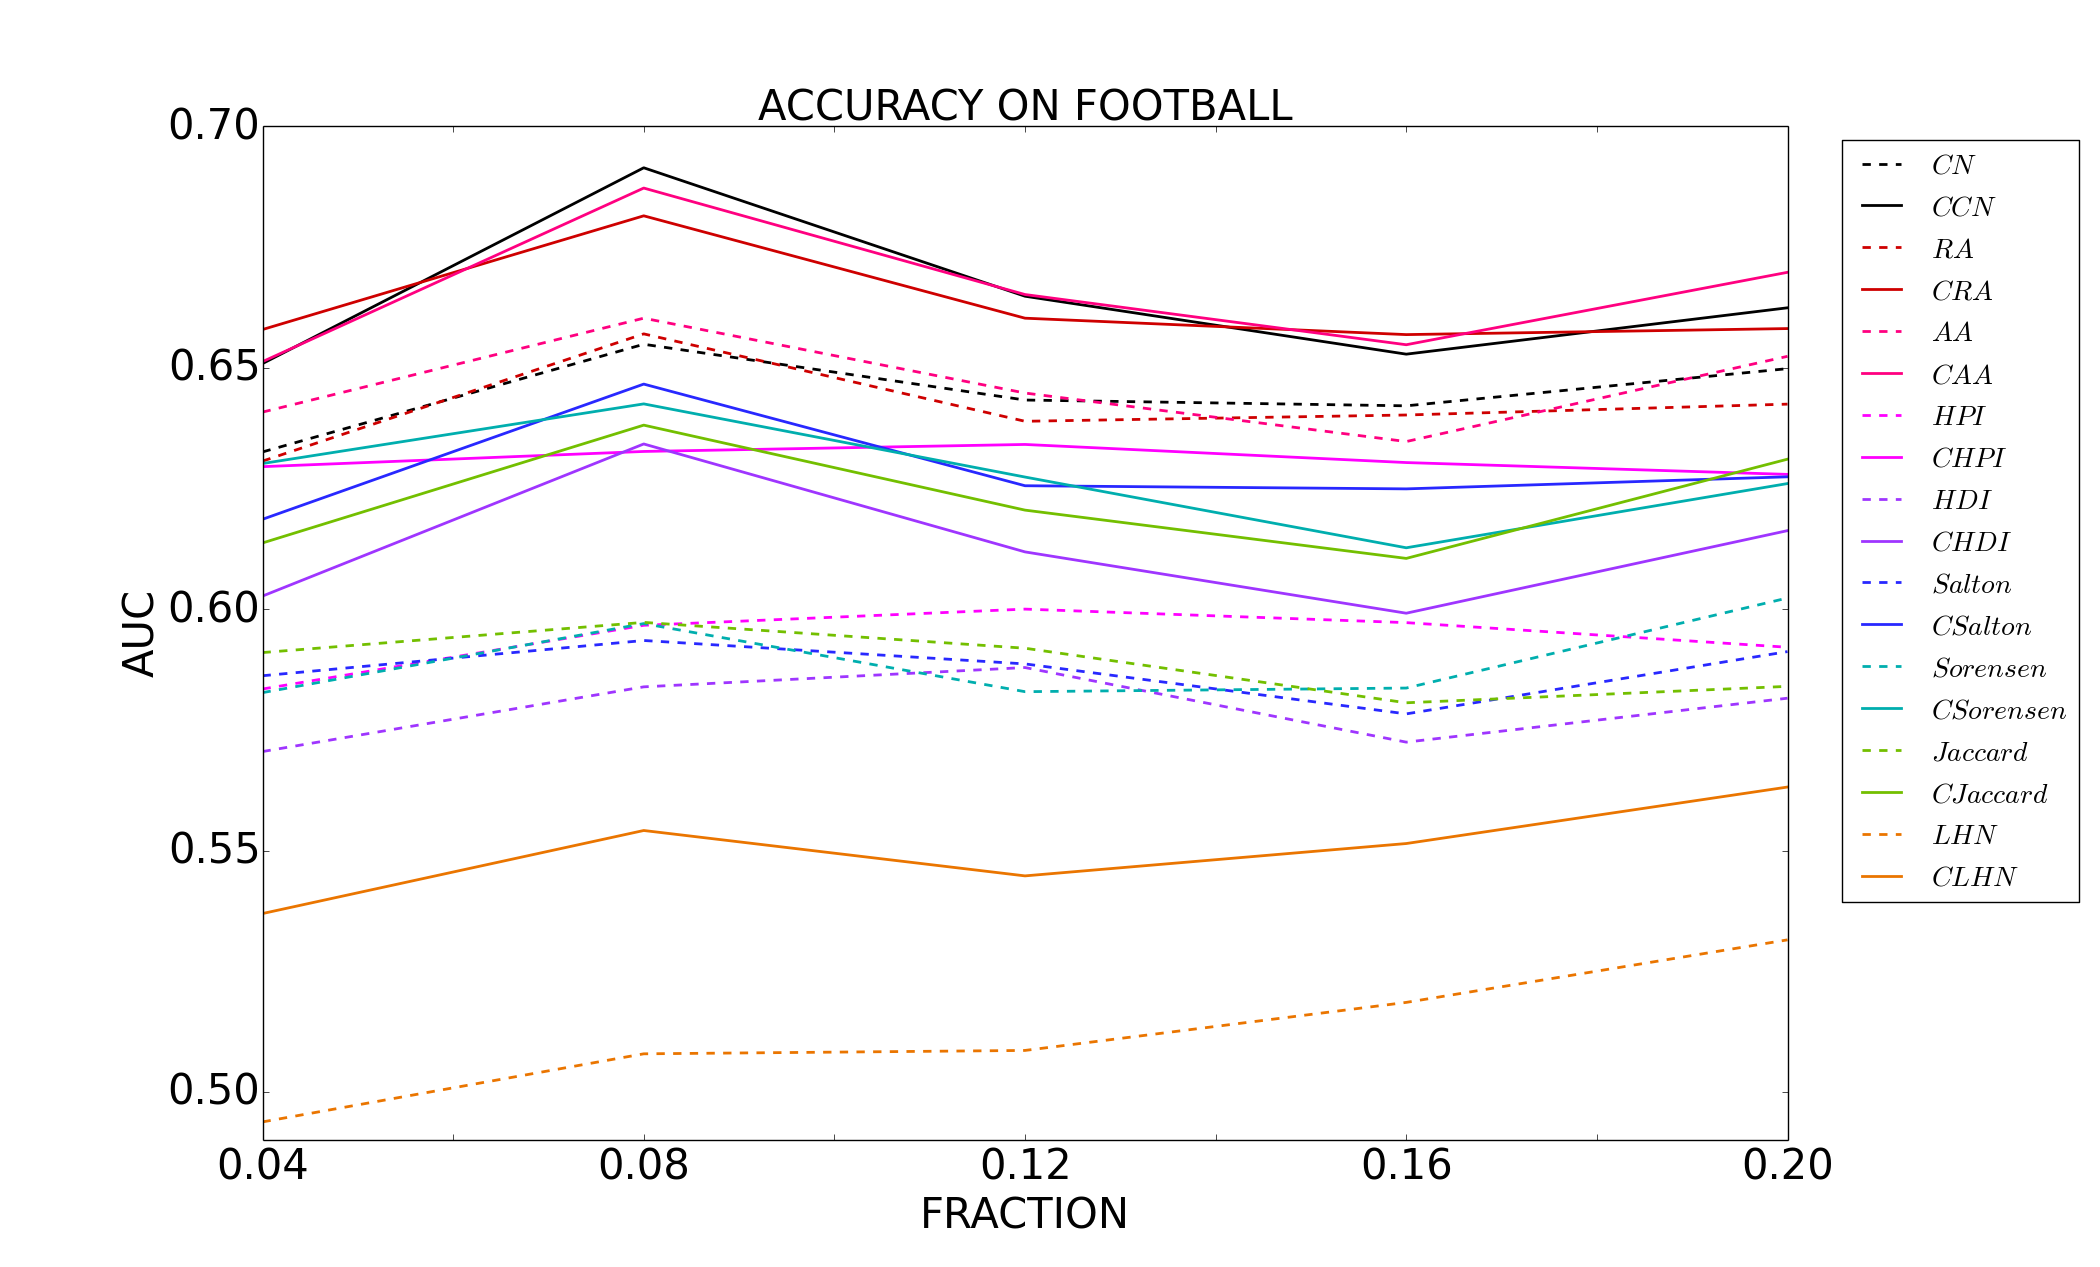 ACCURACY ON FOOTBALL
0.70
0.65
0.60
0.55
0.50
AUC
0.04 0.08 0.12 0.16 0.20
FRACTION
CN
CCN
RA
CRA
AA
CAA
HPI
CHPI
HDI
CHDI
Salton
CSalton
Sorensen
CSorensen
Jaccard
CJaccard
LHN
CLHN